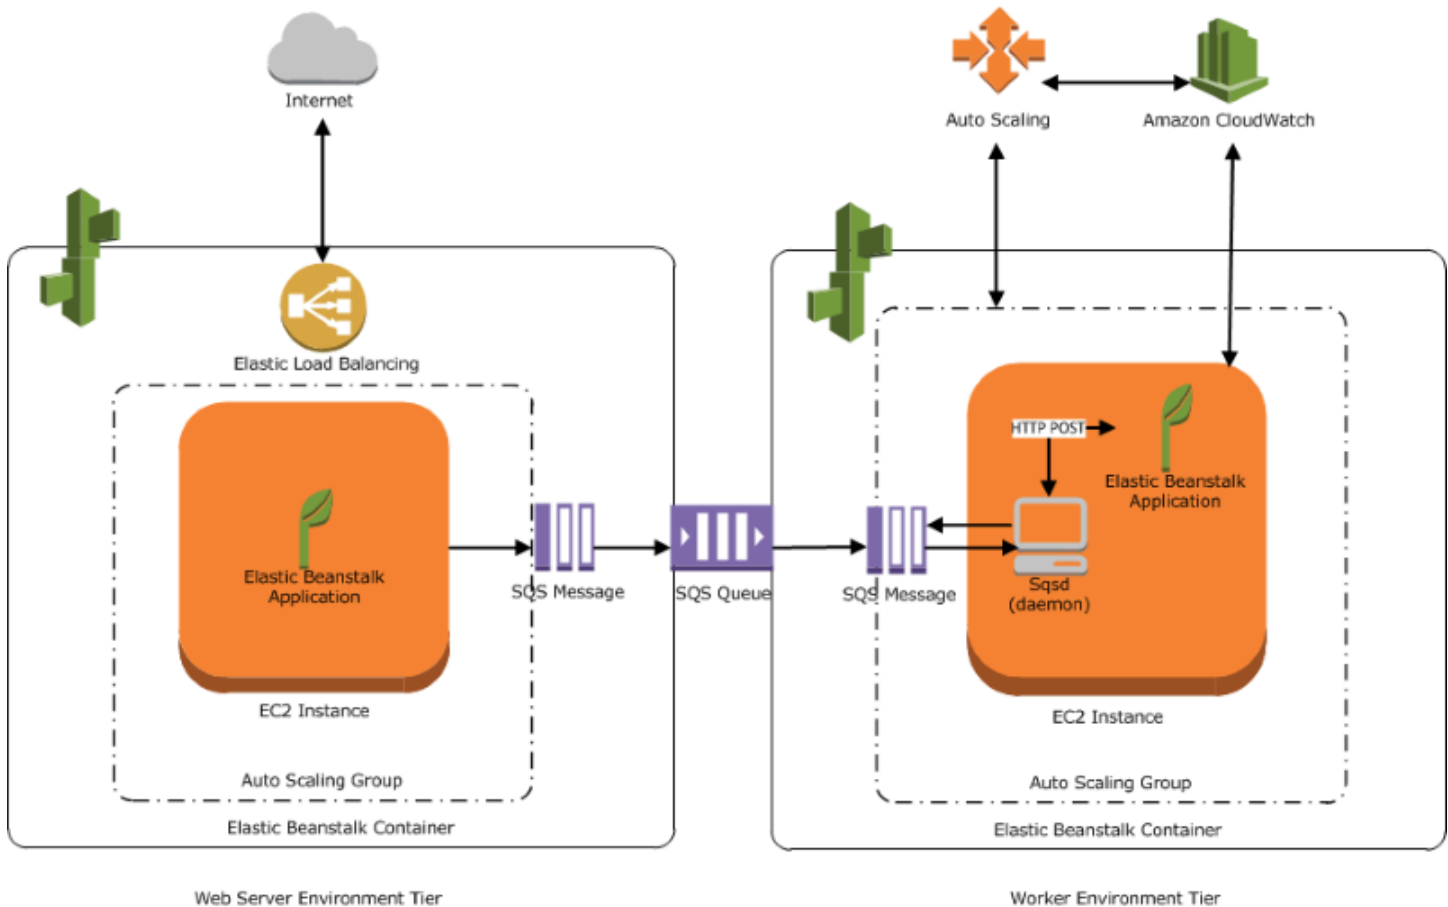 Internet
Auto Scaling
Amazon CloudWatch
Elastic Load Balancing
HTTP POST
Elastic Beanstalk
Application
Elastic Beanstalk
Application
SQS Message
SQS Queue
SQS Message
Sqsd
(daemon)
EC2 Instance
EC2 Instance
Auto Scaling Group
Auto Scaling Group
Elastic Beanstalk Container
Elastic Beanstalk Container
Web Server Environment Tier
Worker Environment Tier